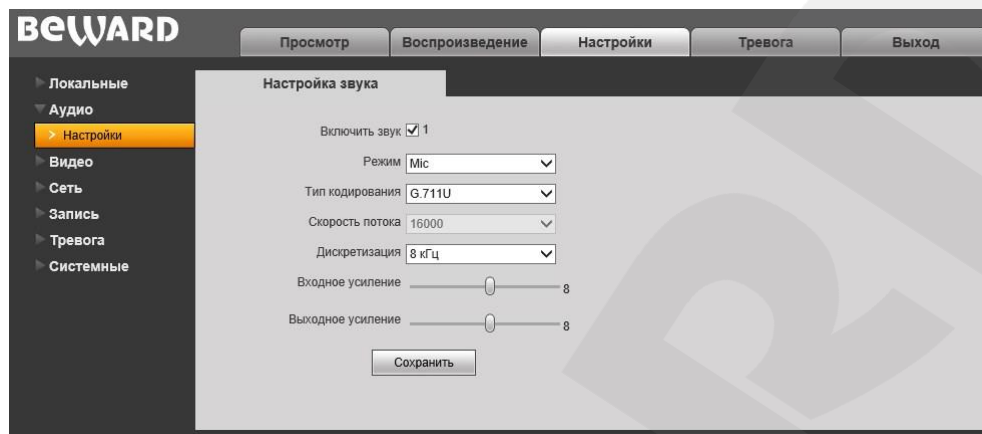 BEWARD
Просмотр Воспроизведение Настройки Тревога Выход
Локальные
Аудио
> Настройки
Видео
Сеть
Запись
Тревога
Системные
Настройка звука
Включить звук 1
Режим Mic
Тип кодирования G.711U
Скорость потока 16000
Дискретизация 8 кГц
Входное усиление 8
Выходное усиление 8
Сохранить